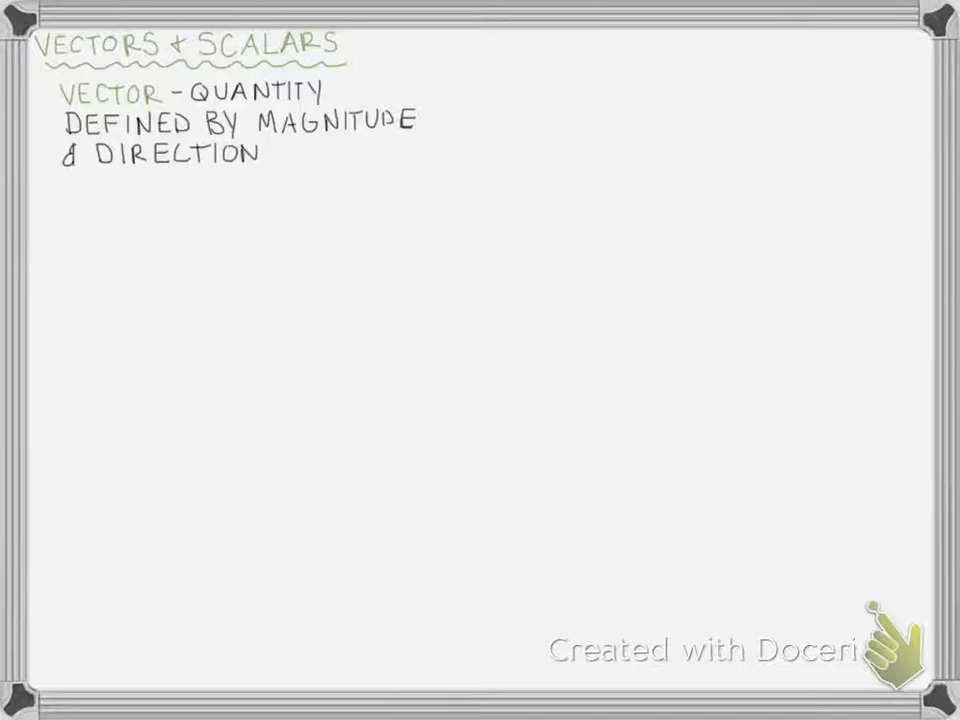 VECTORS + SCALARS
VECTOR - QUANTITY
DEFINED BY MAGNITUDE
& DIRECTION
Created with Doceri